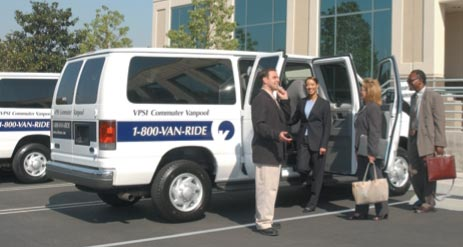 VPSI Commuter Vanpool
1-800-VAN-RIDE
VPSI Commuter Vanpool
1-800-VAN-RIDE